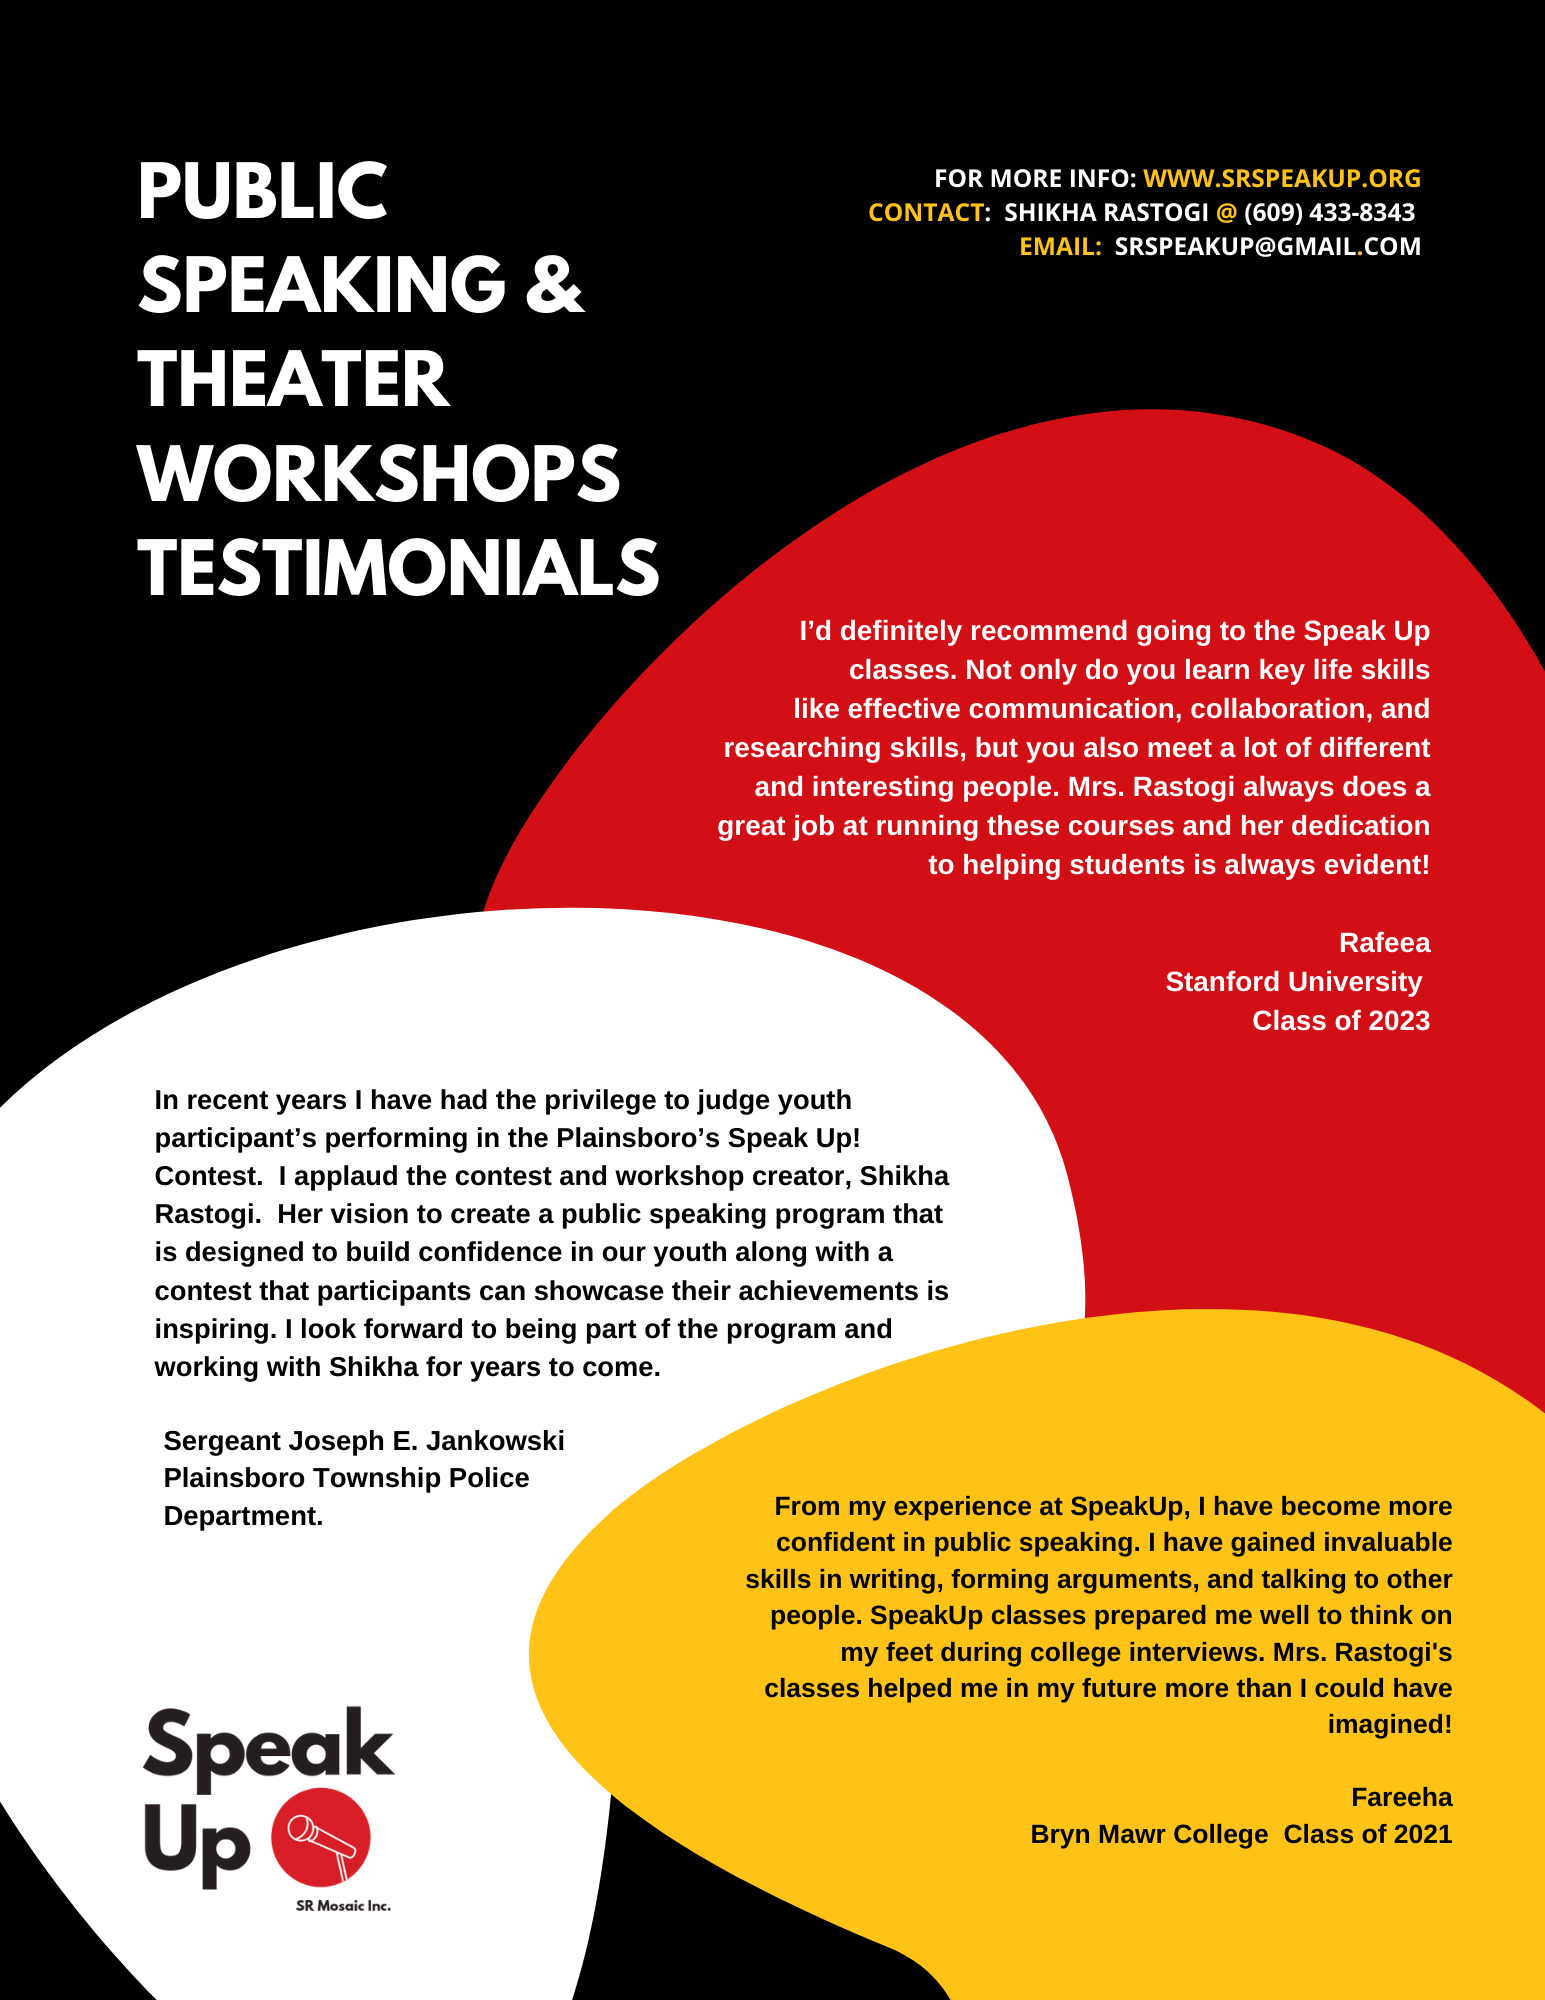 PUBLIC
SPEAKING &
THEATER
WORKSHOPS
TESTIMONIALS
FOR MORE INFO: WWW.SRSPEAKUP.ORG
CONTACT:  SHIKHA RASTOGI @ (609) 433-8343
EMAIL:  SRSPEAKUP@GMAIL.COM
I’d definitely recommend going to the Speak Up
classes. Not only do you learn key life skills
like effective communication, collaboration, and
researching skills, but you also meet a lot of different
and interesting people. Mrs. Rastogi always does a
great job at running these courses and her dedication
to helping students is always evident!
Rafeea
Stanford University
Class of 2023
In recent years I have had the privilege to judge youth
participant’s performing in the Plainsboro’s Speak Up!
Contest.  I applaud the contest and workshop creator, Shikha
Rastogi.  Her vision to create a public speaking program that
is designed to build confidence in our youth along with a
contest that participants can showcase their achievements is
inspiring. I look forward to being part of the program and
working with Shikha for years to come.
Sergeant Joseph E. Jankowski
Plainsboro Township Police
Department.
From my experience at SpeakUp, I have become more
confident in public speaking. I have gained invaluable
skills in writing, forming arguments, and talking to other
people. SpeakUp classes prepared me well to think on
my feet during college interviews. Mrs. Rastogi's
classes helped me in my future more than I could have
imagined!
Fareeha
Bryn Mawr College  Class of 2021
Speak
Up
SR Mosaic Inc.